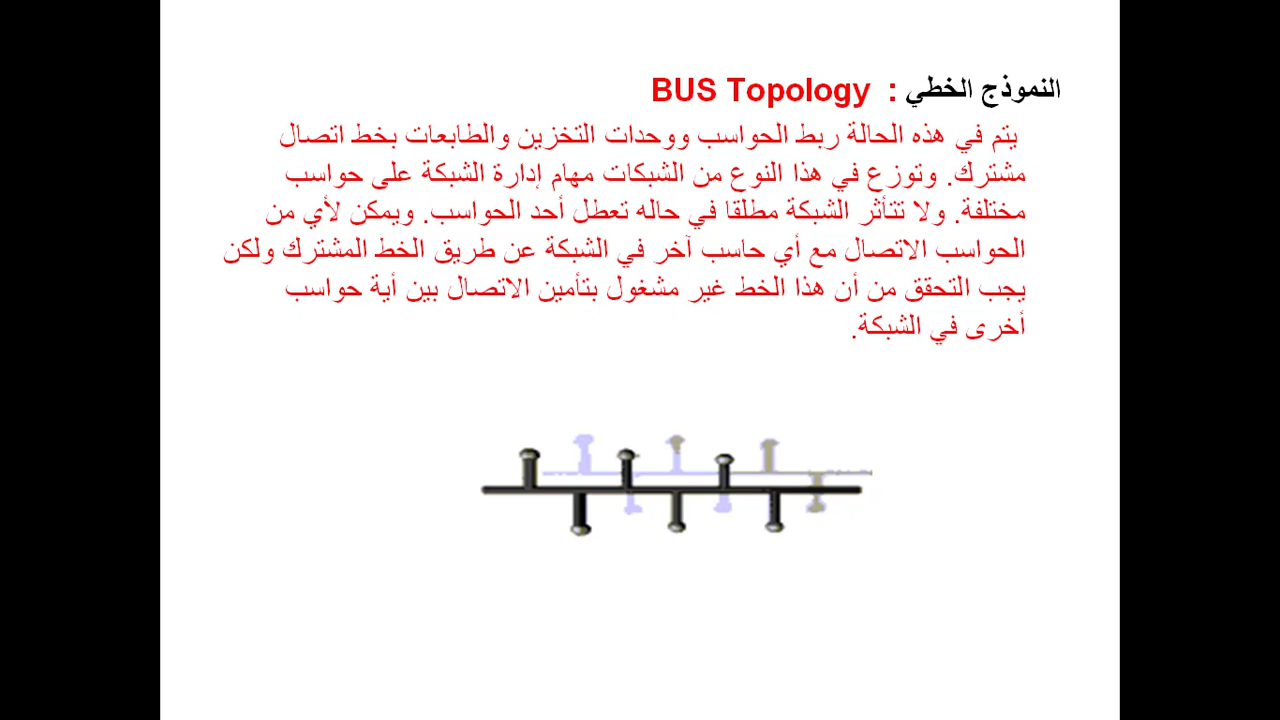 النموذج الخطي : BUS Topology
يتم في هذه الحالة ربط الحواسب ووحدات التخزين والطابعات بخط اتصال
مشترك. وتوزع في هذا النوع من الشبكات مهام إدارة الشبكة على حواسب
مختلفة. ولا تتأثر الشبكة مطلقا في حاله تعطل أحد الحواسب. ويمكن لأي من
الحواسب الاتصال مع أي حاسب آخر في الشبكة عن طريق الخط المشترك ولكن
يجب التحقق من أن هذا الخط غير مشغول بتأمين الاتصال بين أية حواسب
أخرى في الشبكة.